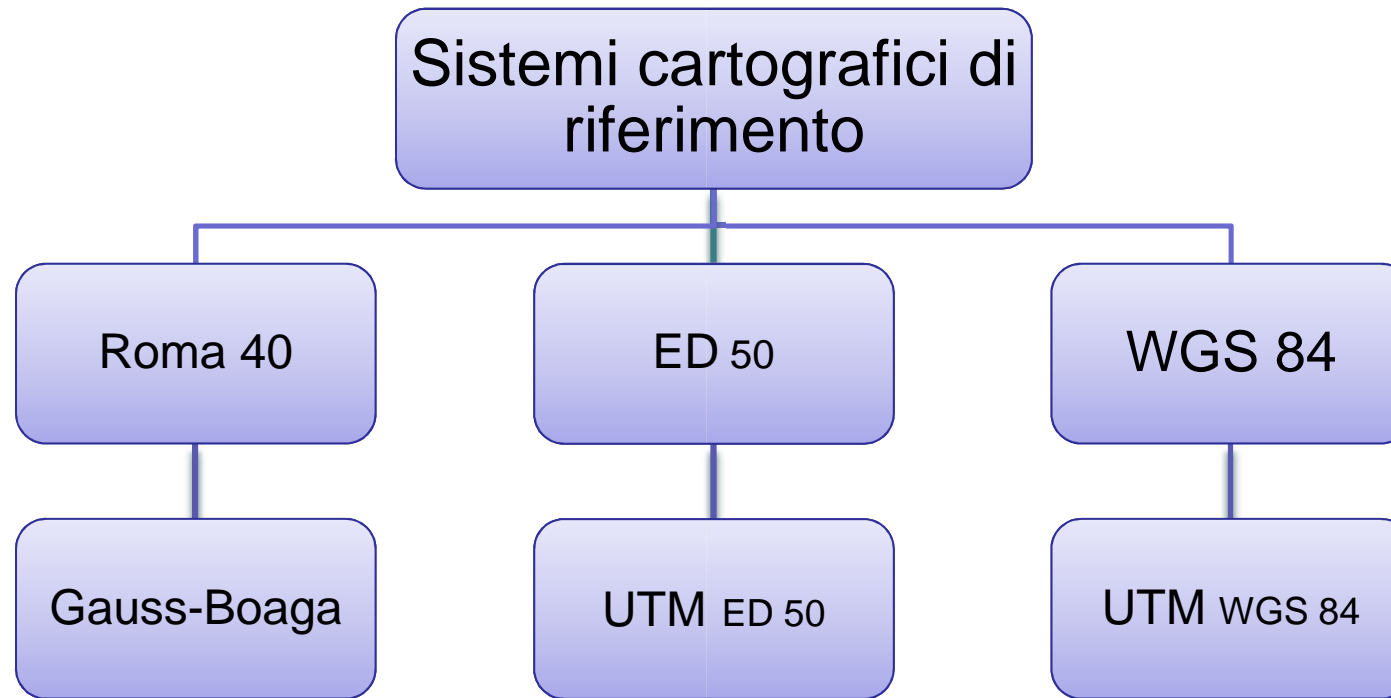 Sistemi cartografici di
riferimento
Roma 40
ED 50
WGS 84
Gauss-Boaga
UTM ED 50
UTM WGS 84